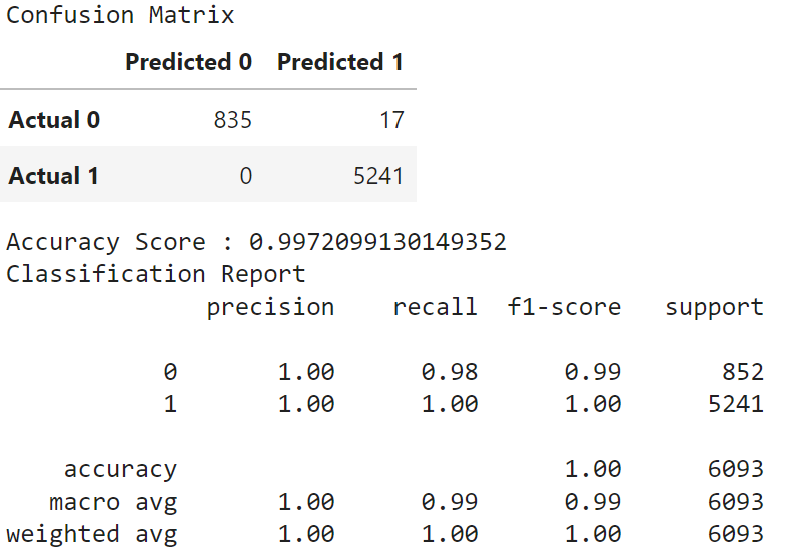 Confusion Matrix
Predicted 0 Predicted 1
Actual 0 835 17
Actual 1 0 5241
Accuracy Score : 0.9972099130149352
Classification Report
precision recall f1-score support
0 1.00 0.98 0.99 852
1 1.00 1.00 1.00 5241
accuracy 1.00 6093
macro avg 1.00 0.99 0.99 6093
weighted avg 1.00 1.00 1.00 6093